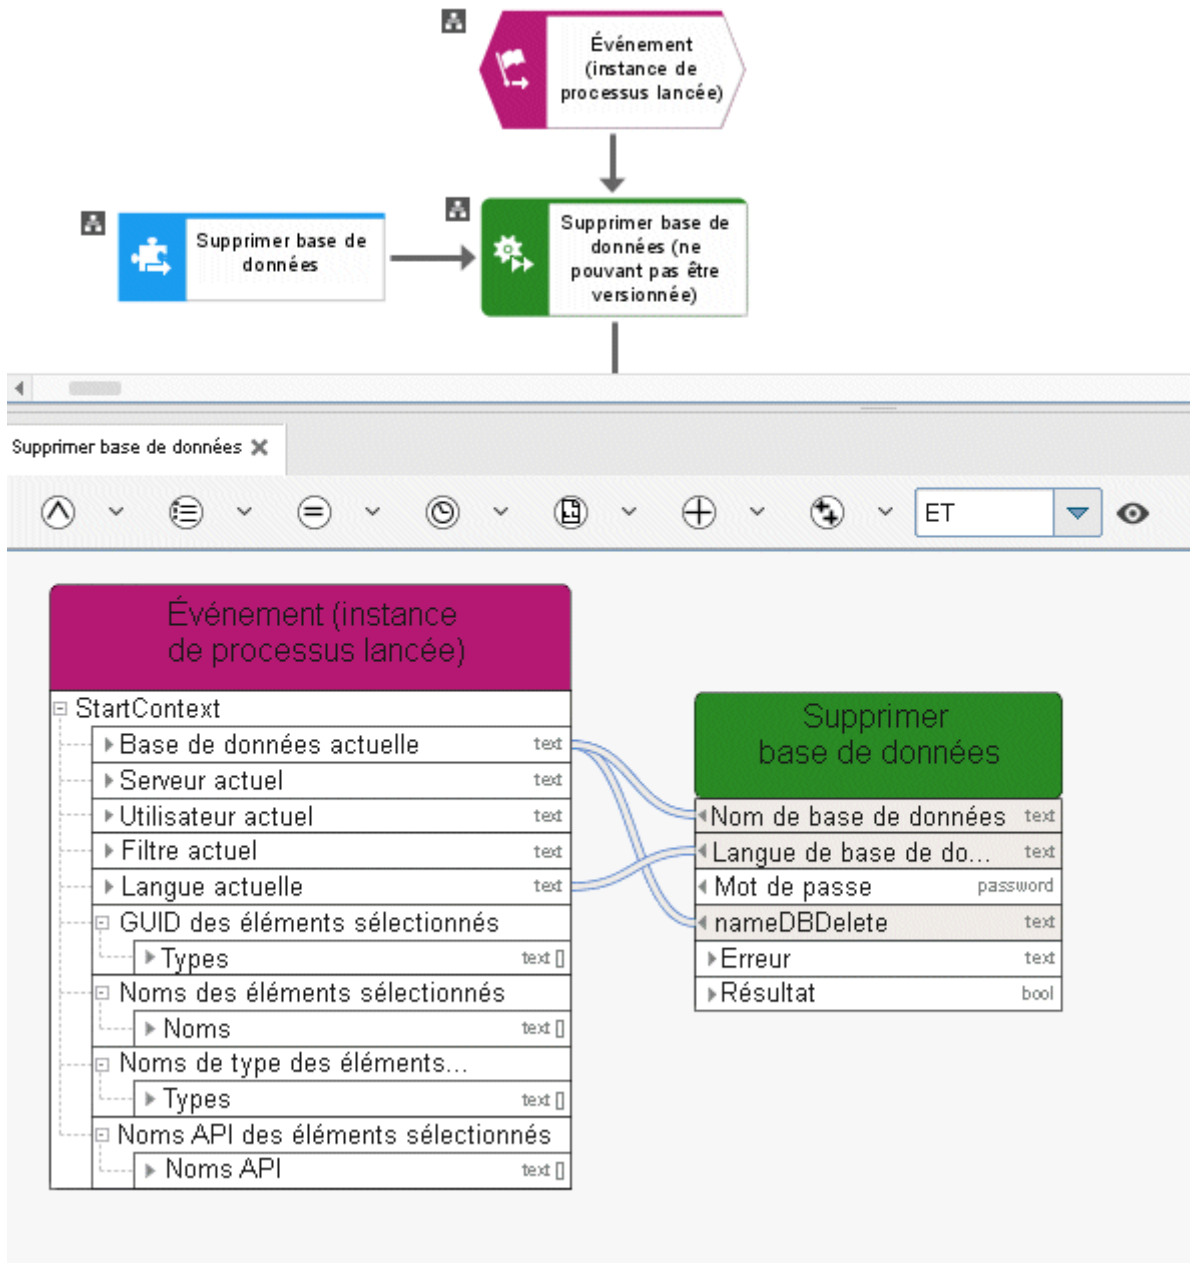 Événement
(instance de
processus lancée)
Supprimer base de
données
Supprimer base de
données (ne
pouvant pas être
versionnée)
Supprimer base de données
ET
Événement (instance
de processus lancée)
StartContext
Base de données actuelle text
Serveur actuel text
Utilisateur actuel text
Filtre actuel text
Langue actuelle text
GUID des éléments sélectionnés
Types text []
Noms des éléments sélectionnés
Noms text []
Noms de type des éléments...
Types text []
Noms API des éléments sélectionnés
Noms API text []
Supprimer
base de données
Nom de base de données text
Langue de base de do... text
Mot de passe password
nameDBDelete text
Erreur text
Résultat bool